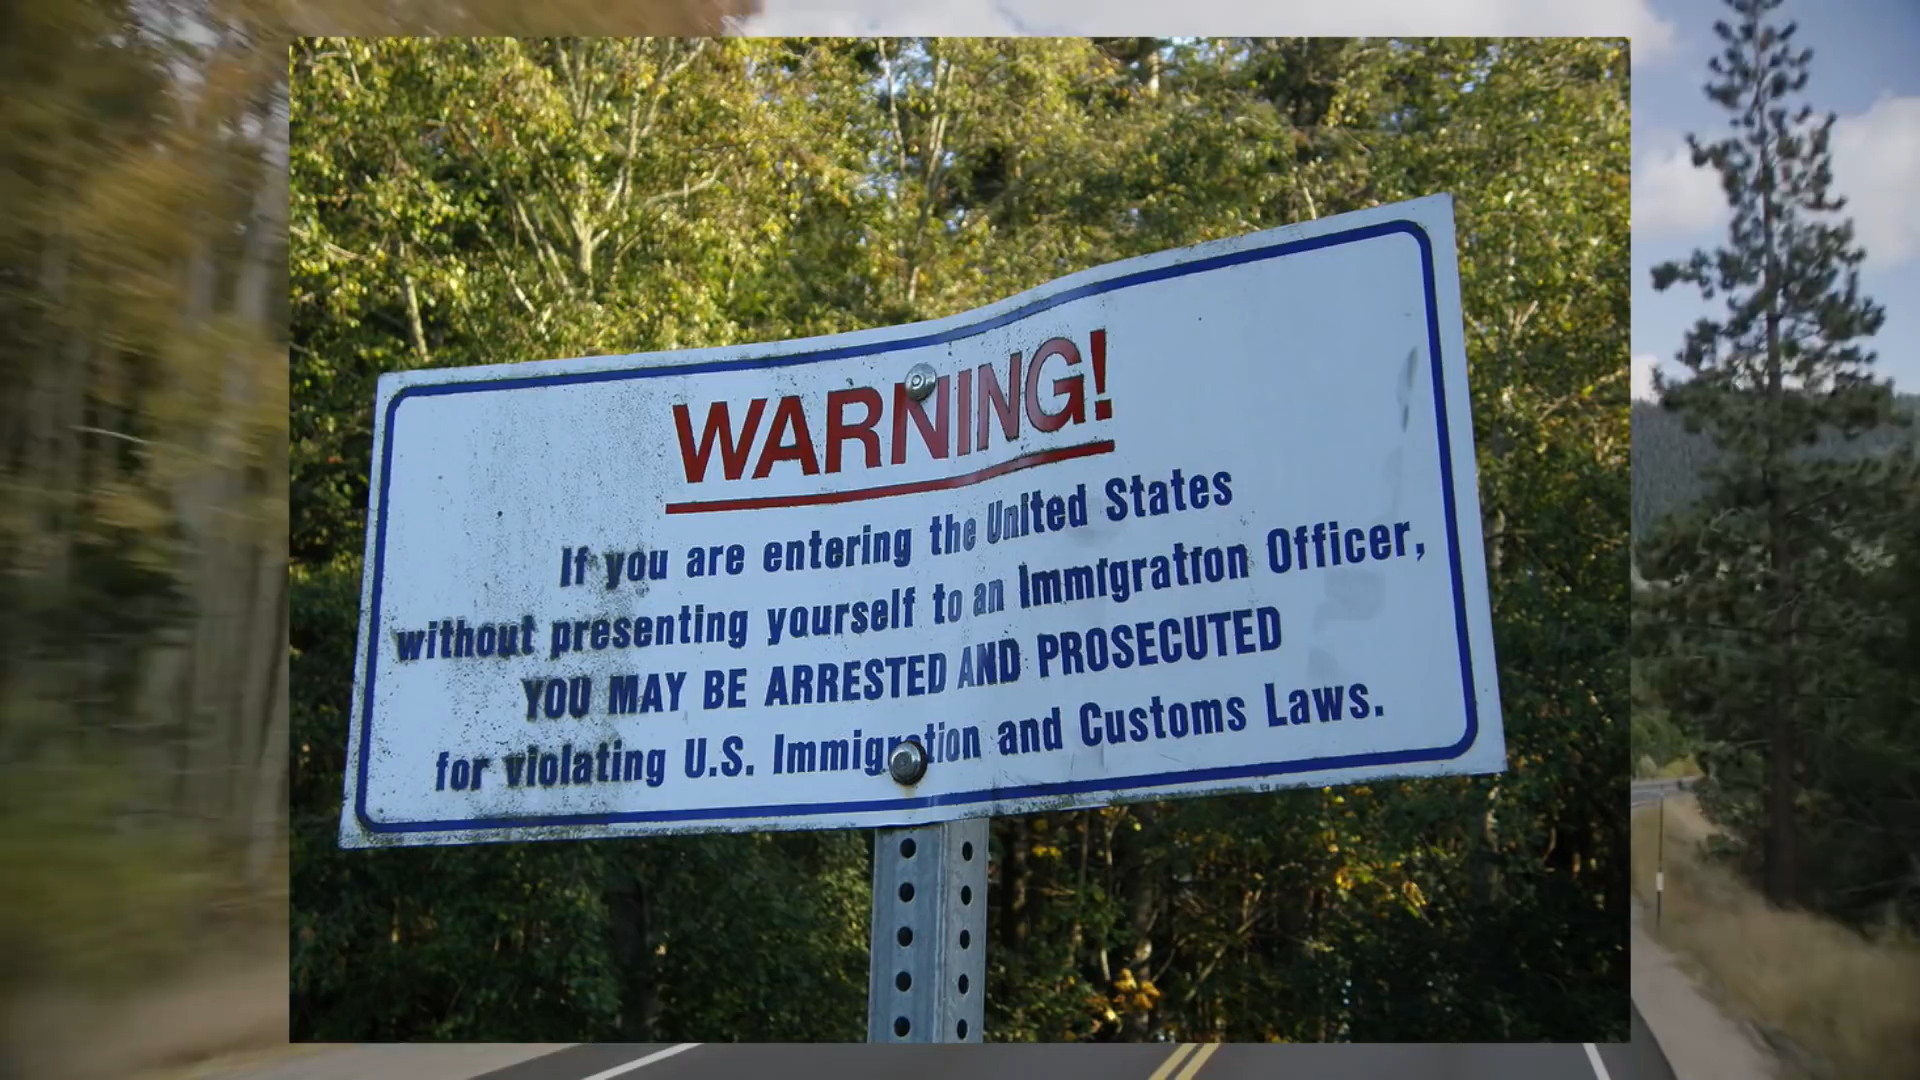 WARNING!
If you are entering the United States
without presenting yourself to an Immigration Officer,
YOU MAY BE ARRESTED AND PROSECUTED
for violating U.S. Immigration and Customs Laws.